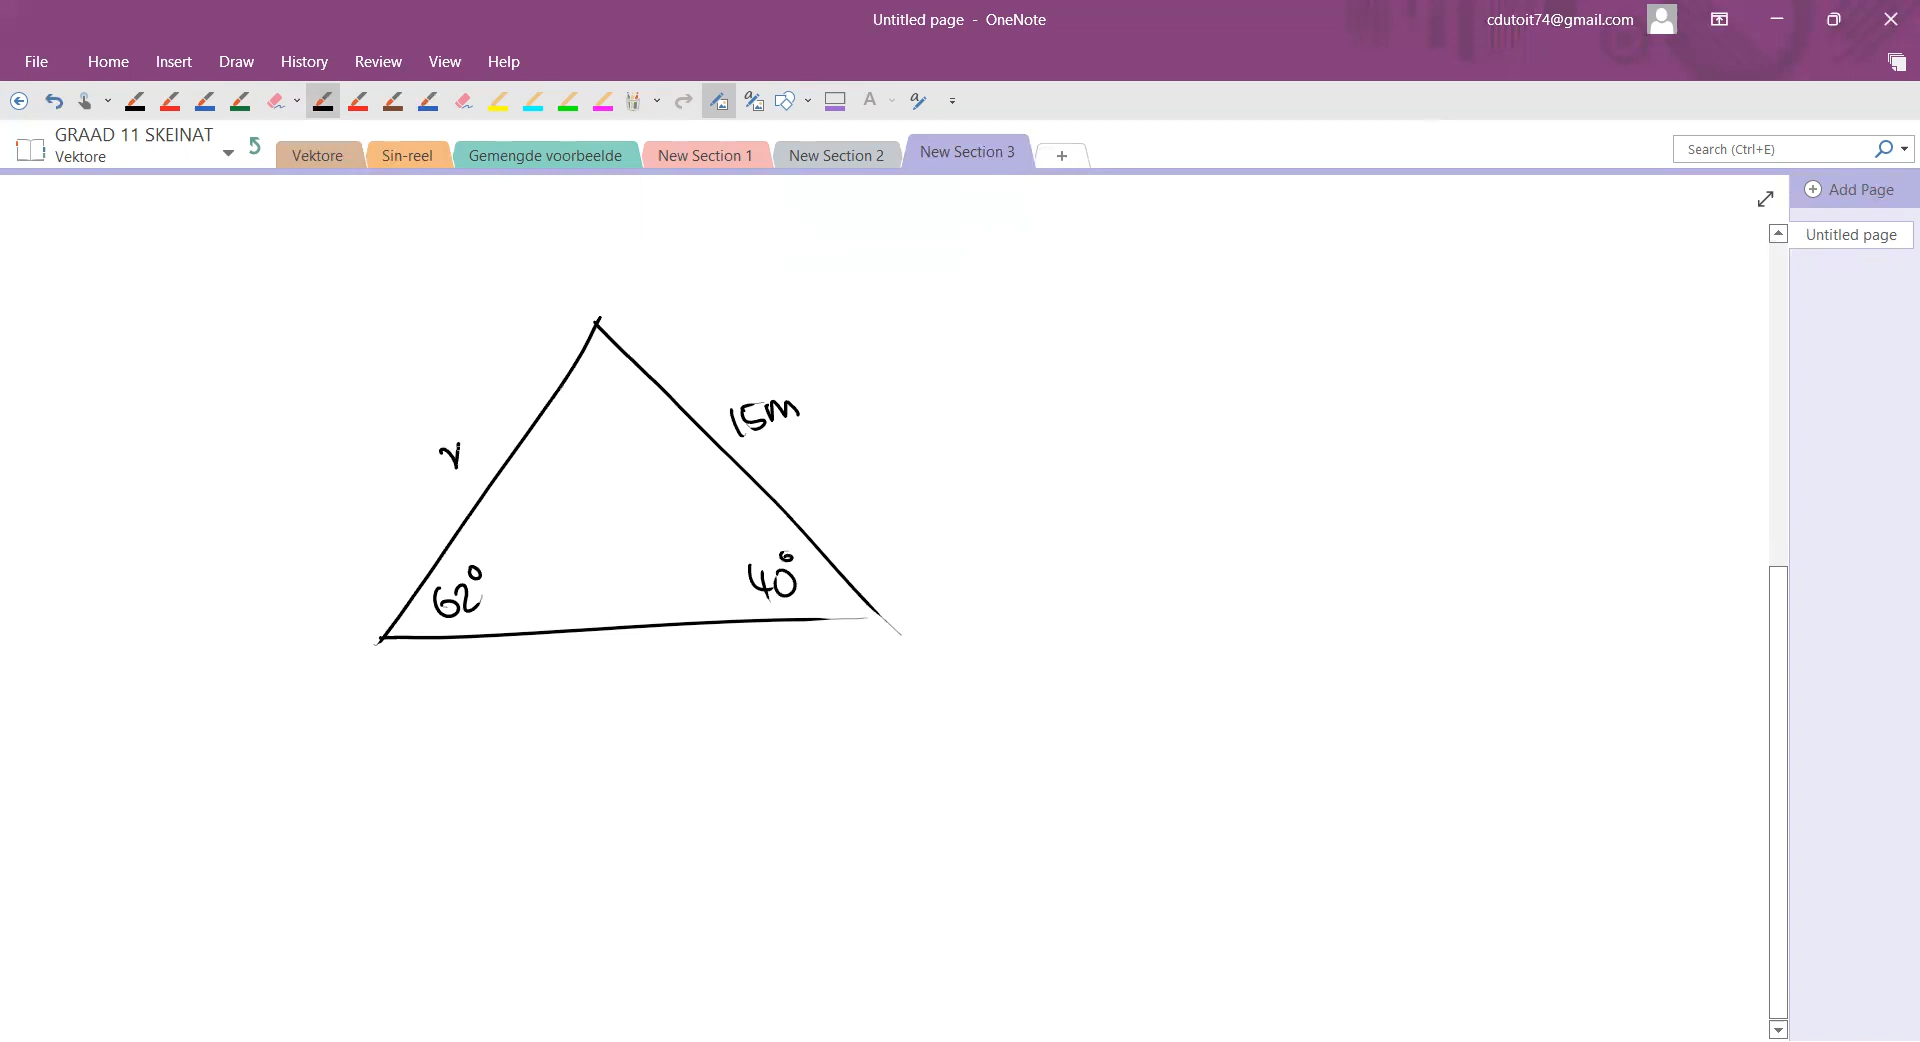 Untitled page - OneNote
cdutoit74@gmail.com
File Home Insert Draw History Review View Help
GRAAD 11 SKEINAT
Vektore
Vektore Sin-reel Gemengde voorbeelde New Section 1 New Section 2 New Section 3
Search (Ctrl+E)
Add Page
Untitled page
15m
62° 40°